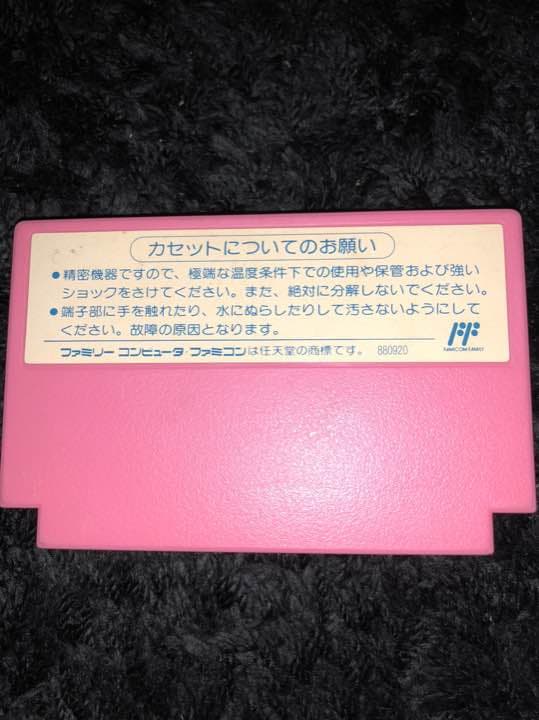 カセットについてのお願い
●精密機器ですので、極端な温度条件下での使用や保管および強い
ショックをさけてください。また、絶対に分解しないでください。
●端子部に手を触れたり、水にぬらしたりして汚さないようにして
ください。故障の原因となります。
FAMICOM FAMILY
ファミリーコンピュータ・ファミコンは任天堂の商標です。 880920